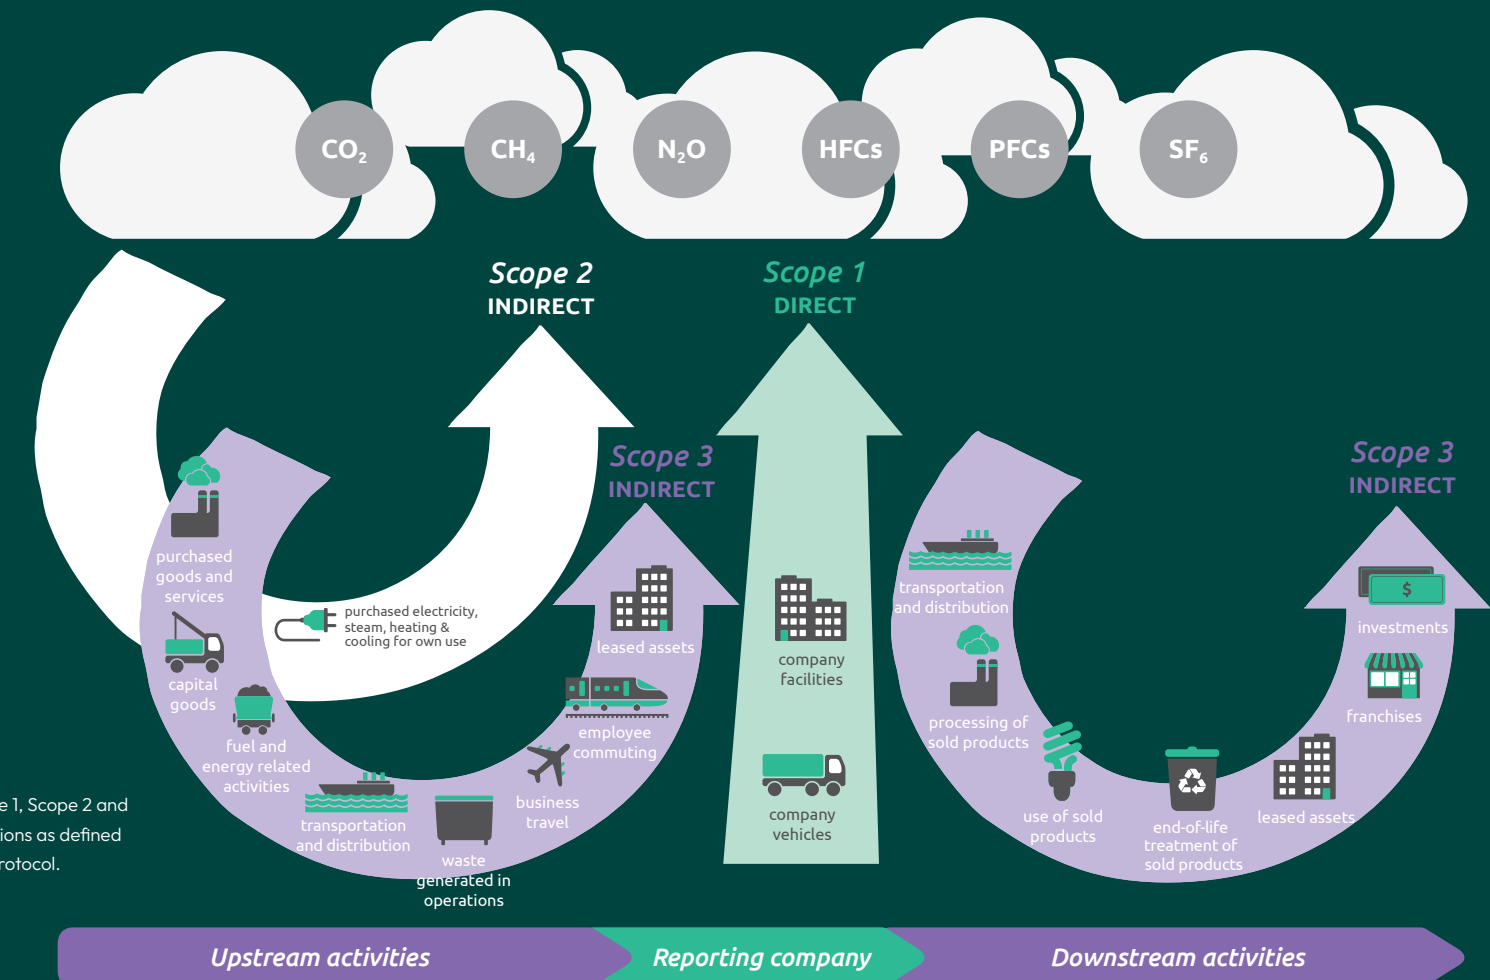 CO₂
CH₄
N₂O
HFCs
PFCs
SF₆
Scope 2
INDIRECT
Scope 1
DIRECT
Scope 3
INDIRECT
Scope 3
INDIRECT
purchased
goods and
services
capital
goods
fuel and
energy related
activities
transportation
and distribution
waste
generated in
operations
business
travel
employee
commuting
leased assets
purchased electricity,
steam, heating &
cooling for own use
company
facilities
company
vehicles
transportation
and distribution
processing of
sold products
use of sold
products
end-of-life
treatment of
sold products
leased assets
franchises
investments
$
e 1, Scope 2 and
ions as defined
rotocol.
Upstream activities
Reporting company
Downstream activities